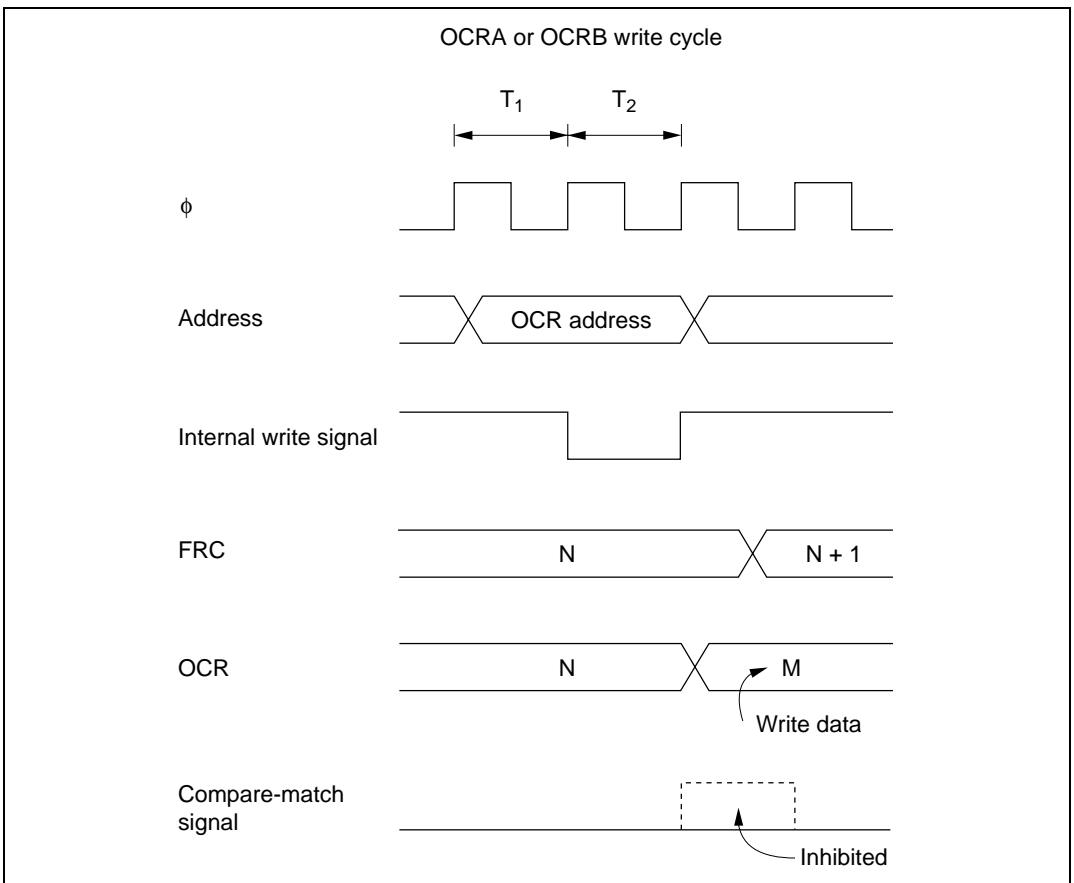 OCRA or OCRB write cycle
T1 T2
ϕ
Address
OCR address
Internal write signal
FRC
N N + 1
OCR
N M
Write data
Compare-match
signal
Inhibited